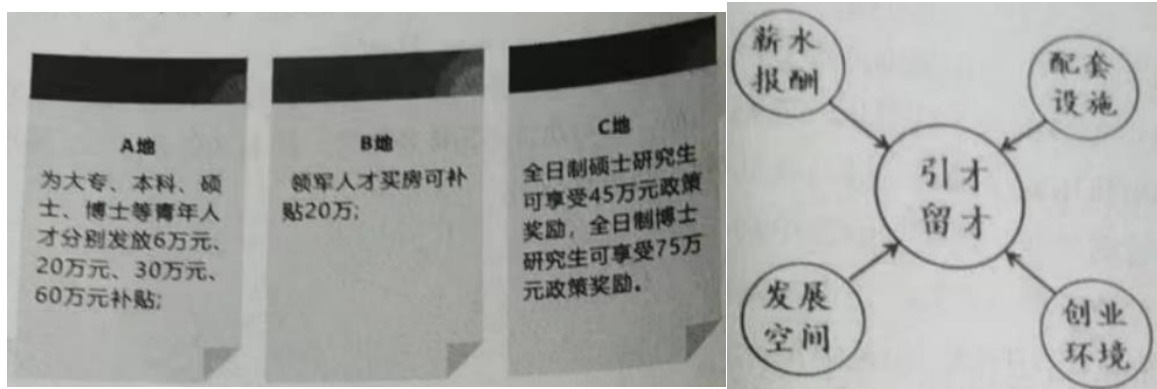 A地
为大专、本科、硕
士、博士等青年人
才分别发放6万元、
20万元、30万元、
60万元补贴;
B地
领军人才买房可补
贴20万;
C地
全日制硕士研究生
可享受45万元政策
奖励，全日制博士
研究生可享受75万
元政策奖励。
薪水
报酬
配套
设施
引才
留才
发展
空间
创业
环境